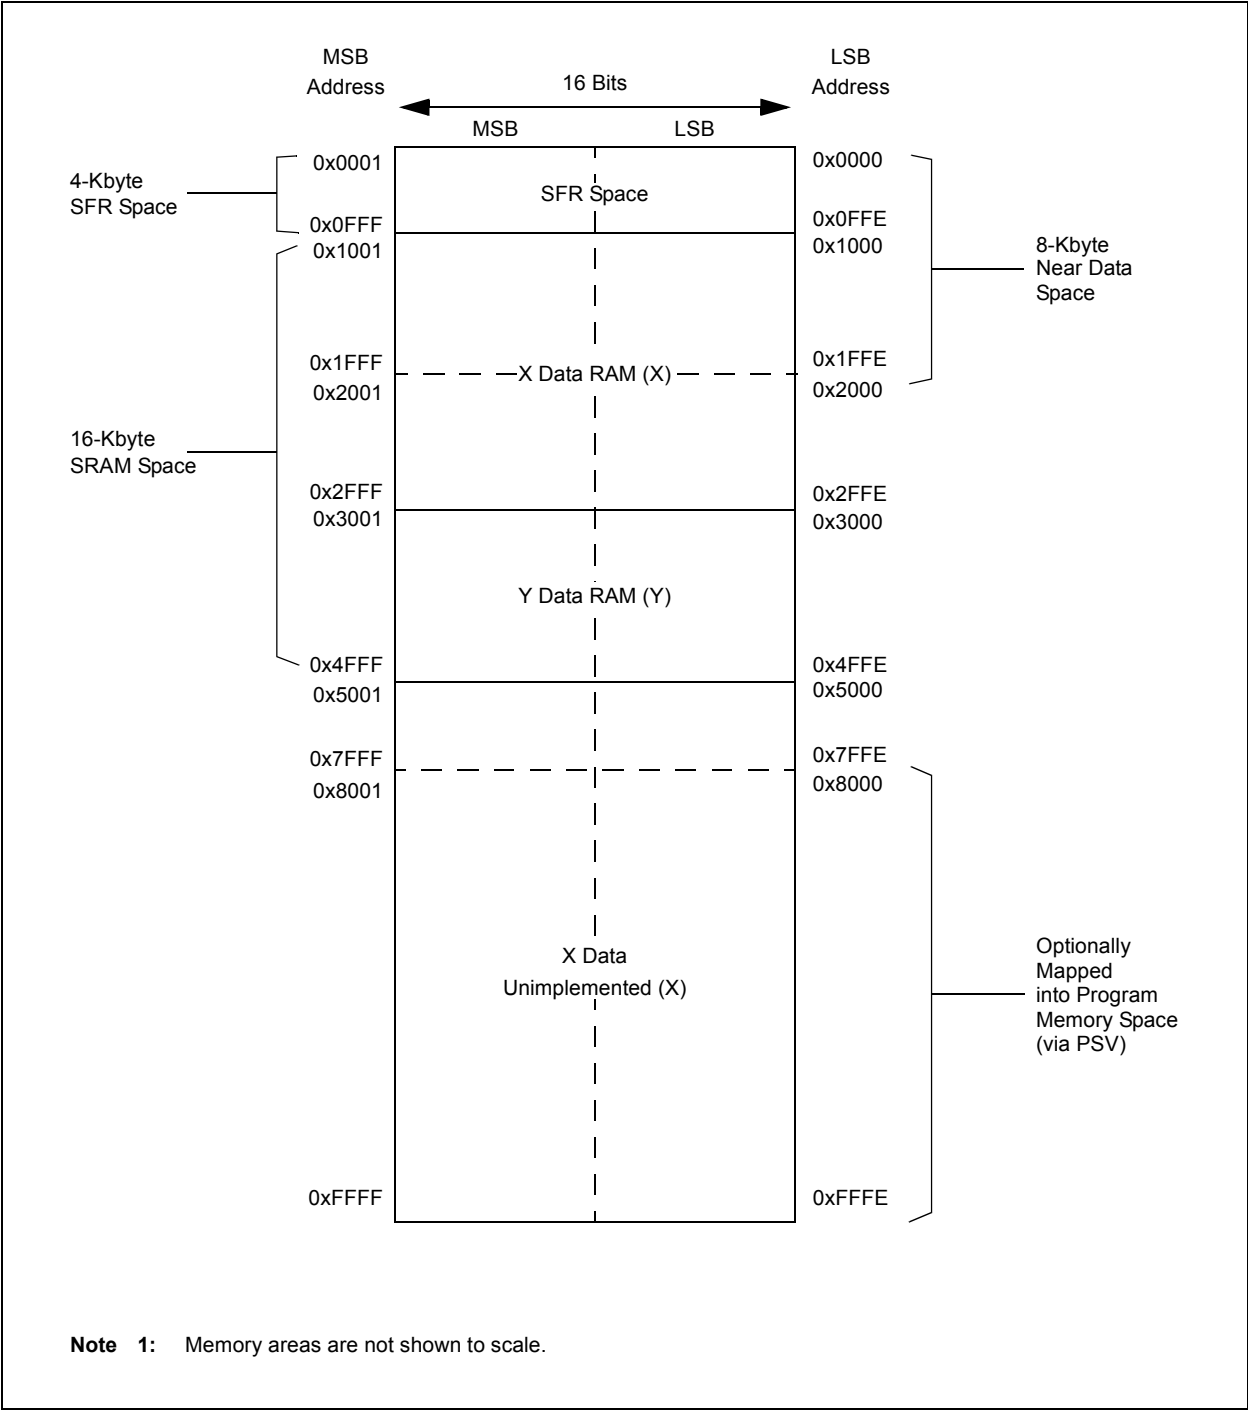 MSB
Address
LSB
Address
16 Bits
MSB
LSB
4-Kbyte
SFR Space
0x0001
SFR Space
0x0000
0x0FFF
0x0FFE
0x1001
0x1000
8-Kbyte
Near Data
Space
0x1FFF
X Data RAM (X)
0x1FFE
0x2001
0x2000
16-Kbyte
SRAM Space
0x2FFF
0x2FFE
0x3001
0x3000
Y Data RAM (Y)
0x4FFF
0x4FFE
0x5001
0x5000
0x7FFF
0x7FFE
0x8001
0x8000
X Data
Unimplemented (X)
Optionally
Mapped
into Program
Memory Space
(via PSV)
0xFFFF
0xFFFE
Note 1: Memory areas are not shown to scale.